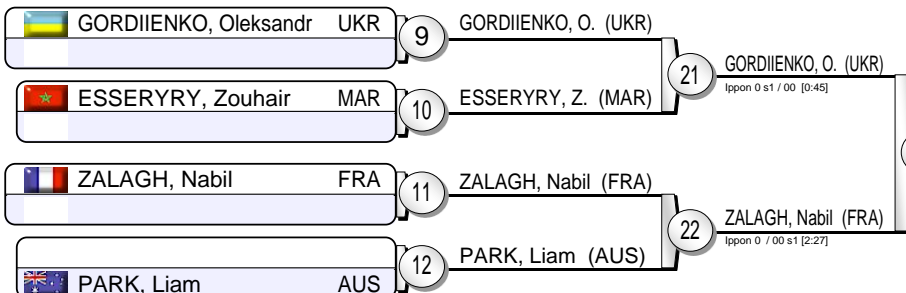 GORDIIENKO, Oleksandr UKR
9
GORDIIENKO, O. (UKR)
21
GORDIIENKO, O. (UKR)
Ippon 0 s1 / 00 [0:45]
ESSERYRY, Zouhair MAR
10
ESSERYRY, Z. (MAR)
ZALAGH, Nabil FRA
11
ZALAGH, Nabil (FRA)
22
ZALAGH, Nabil (FRA)
Ippon 0 / 00 s1 [2:27]
PARK, Liam AUS
12
PARK, Liam (AUS)